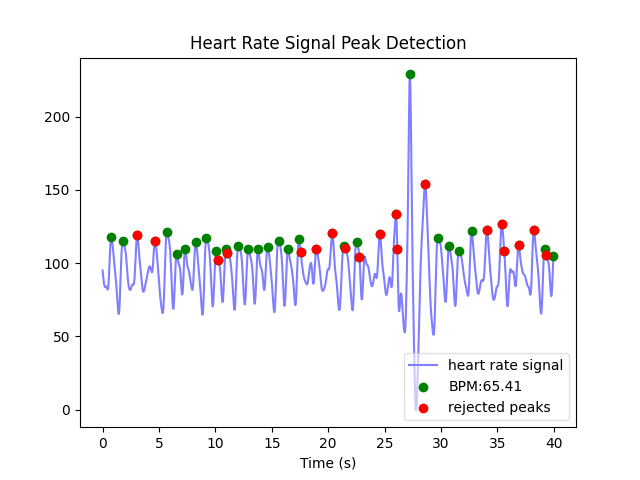 Heart Rate Signal Peak Detection
200
150
100
50
0
heart rate signal
BPM:65.41
rejected peaks
0 5 10 15 20 25 30 35 40
Time (s)